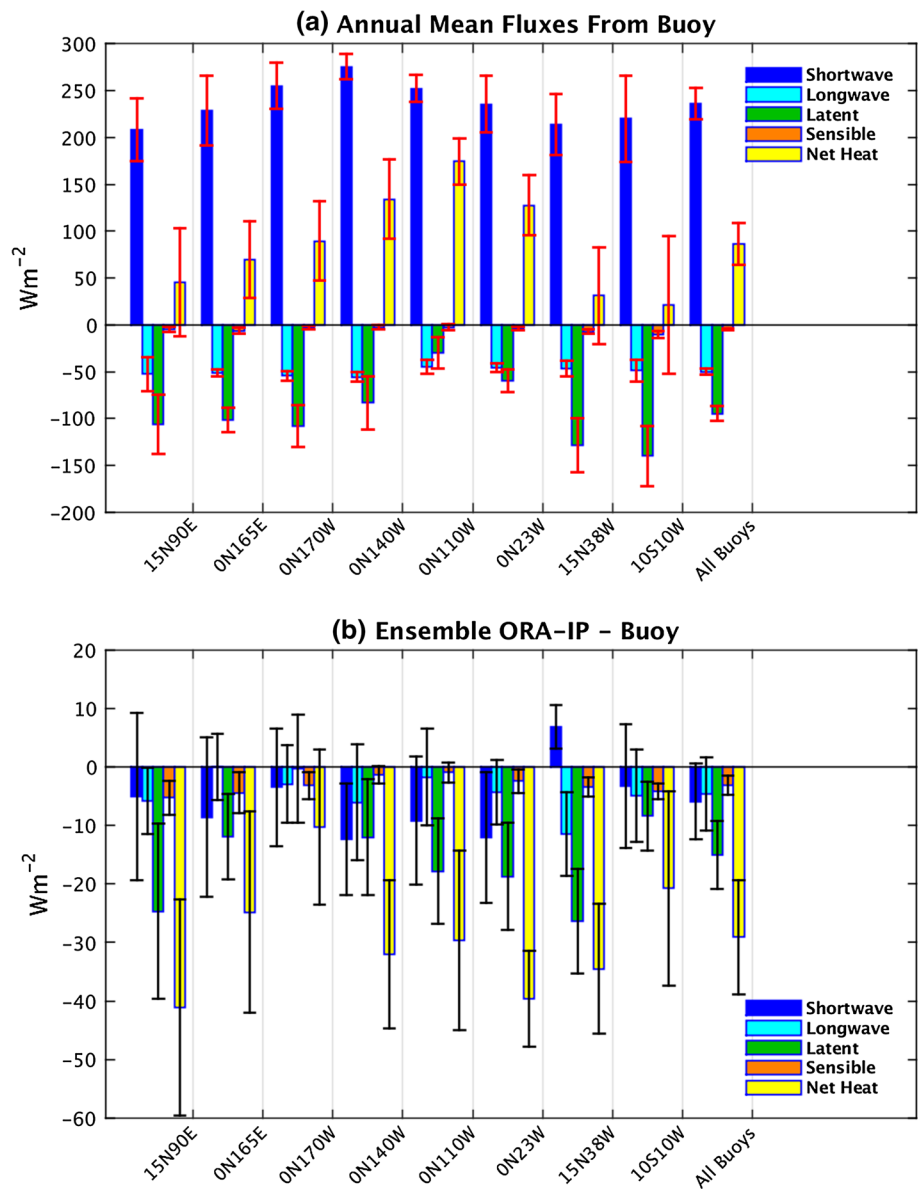 (a) Annual Mean Fluxes From Buoy
300
250
200
150
100
50
0
−50
−100
−150
−200
Wm−2
Shortwave
Longwave
Latent
Sensible
Net Heat
15N90E
0N165E
0N170W
0N140W
0N110W
0N23W
15N38W
10S10W
All Buoys
(b) Ensemble ORA−IP − Buoy
20
10
0
−10
−20
−30
−40
−50
−60
Wm−2
Shortwave
Longwave
Latent
Sensible
Net Heat
15N90E
0N165E
0N170W
0N140W
0N110W
0N23W
15N38W
10S10W
All Buoys